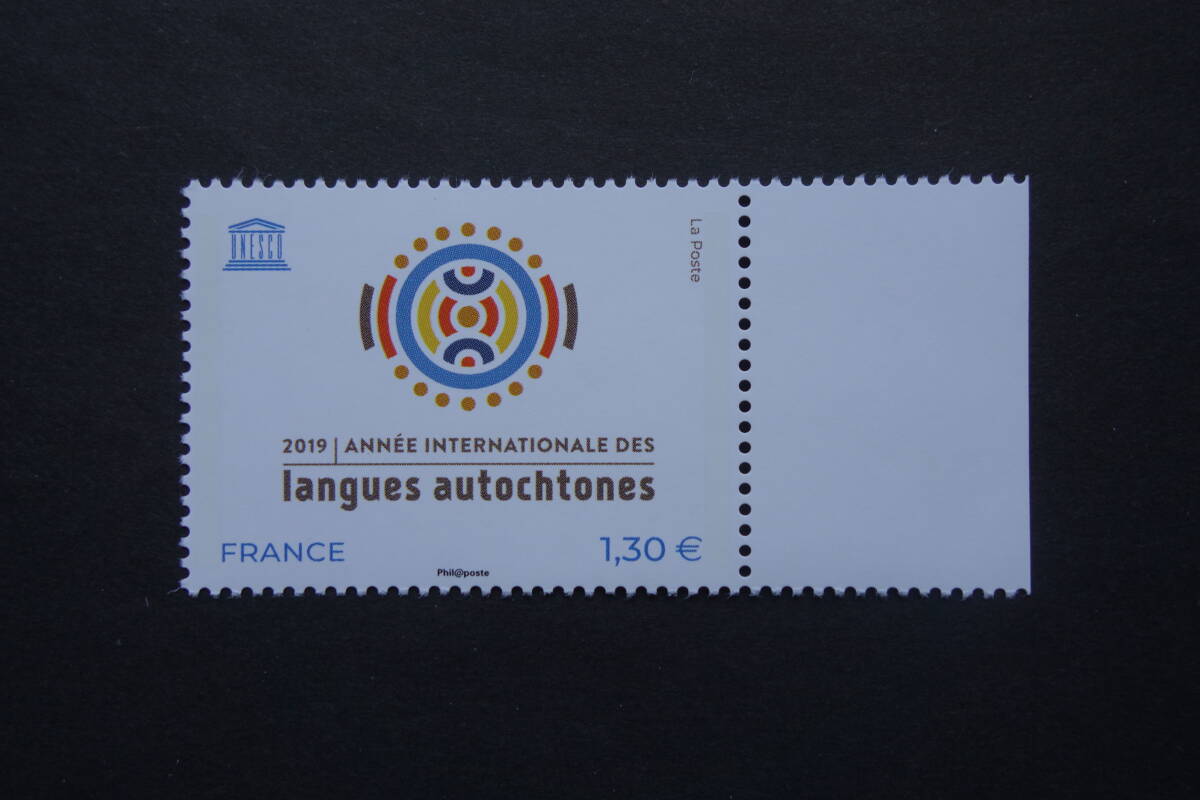 UNESCO
La Poste
2019 | ANNÉE INTERNATIONALE DES
langues autochtones
FRANCE
1,30 €
Phil@poste